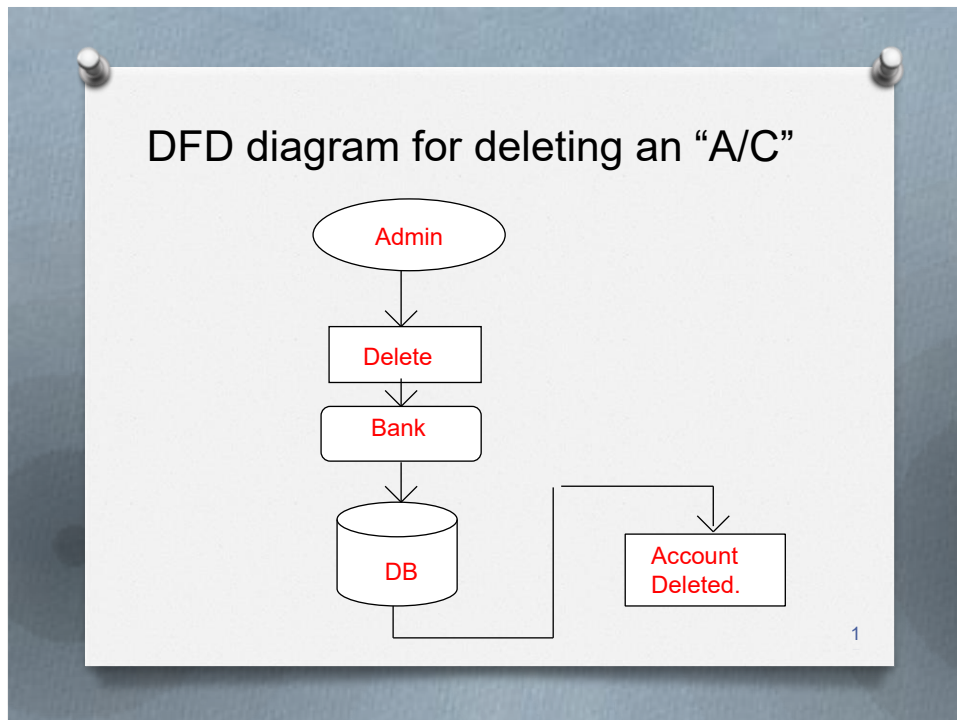 DFD diagram for deleting an “A/C”
Admin
Delete
Bank
DB
Account
Deleted.
1